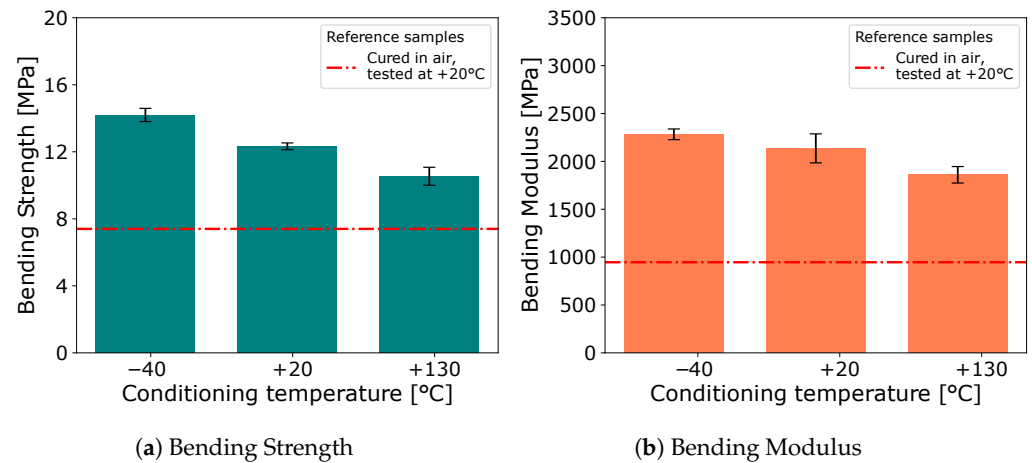 Bending Strength [MPa]
20
16
12
8
4
0
Reference samples
Cured in air,
tested at +20°C
−40
+20
+130
Conditioning temperature [°C]
(a) Bending Strength
Bending Modulus [MPa]
3500
3000
2500
2000
1500
1000
500
0
Reference samples
Cured in air,
tested at +20°C
−40
+20
+130
Conditioning temperature [°C]
(b) Bending Modulus